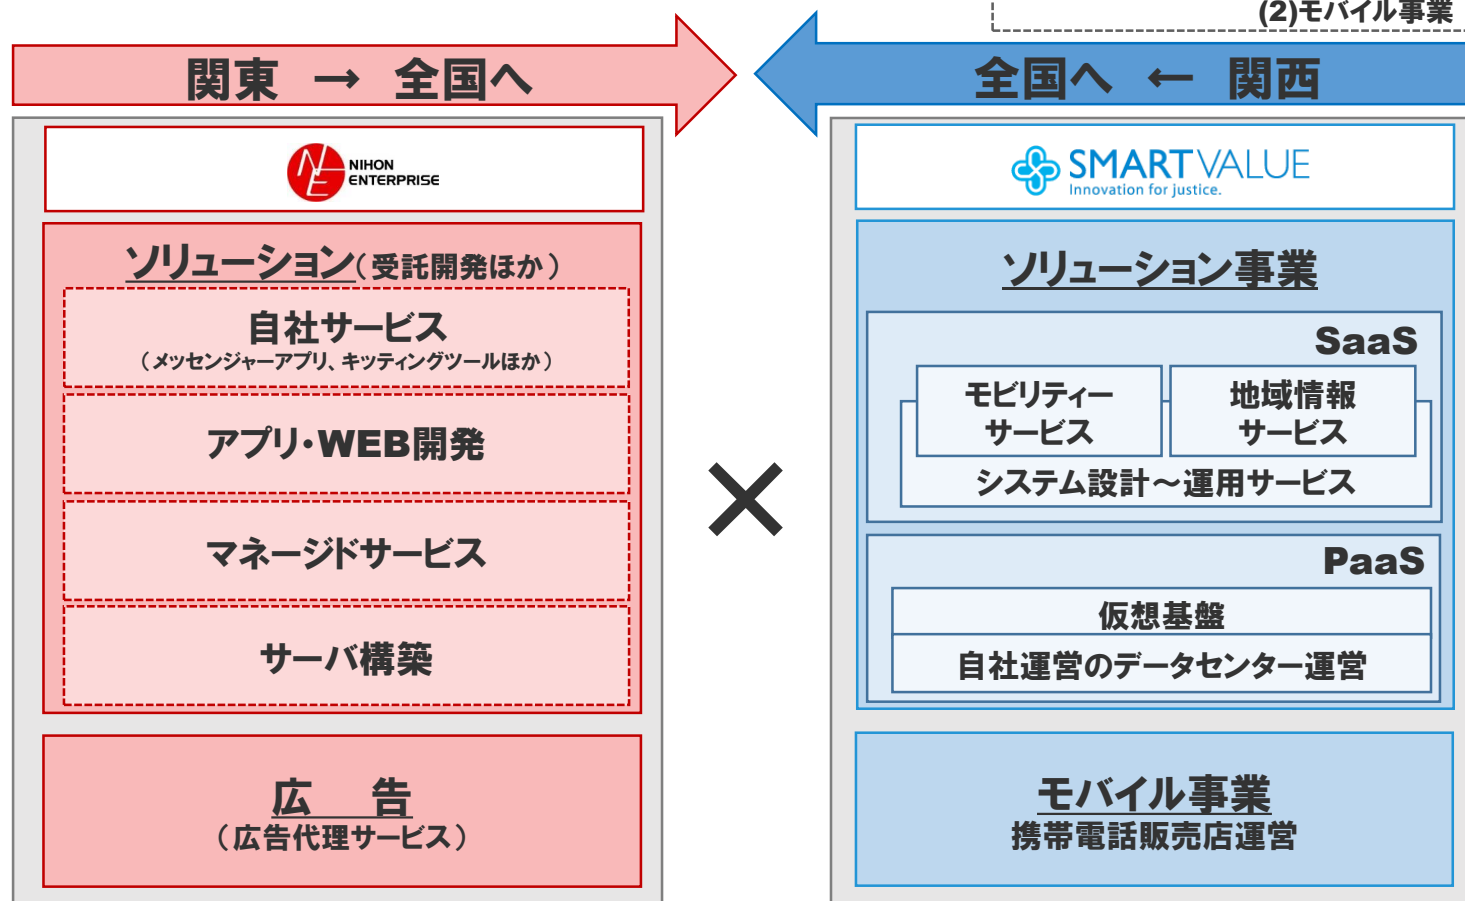 (2)モバイル事業
関東 → 全国へ
全国へ ← 関西
NIHON
ENTERPRISE
ソリューション(受託開発ほか)
自社サービス
(メッセンジャーアプリ、キッティングツールほか)
アプリ・WEB開発
マネージドサービス
サーバ構築
広 告
(広告代理サービス)
×
SMARTVALUE
Innovation for justice.
ソリューション事業
SaaS
モビリティー
サービス
地域情報
サービス
システム設計～運用サービス
PaaS
仮想基盤
自社運営のデータセンター運営
モバイル事業
携帯電話販売店運営